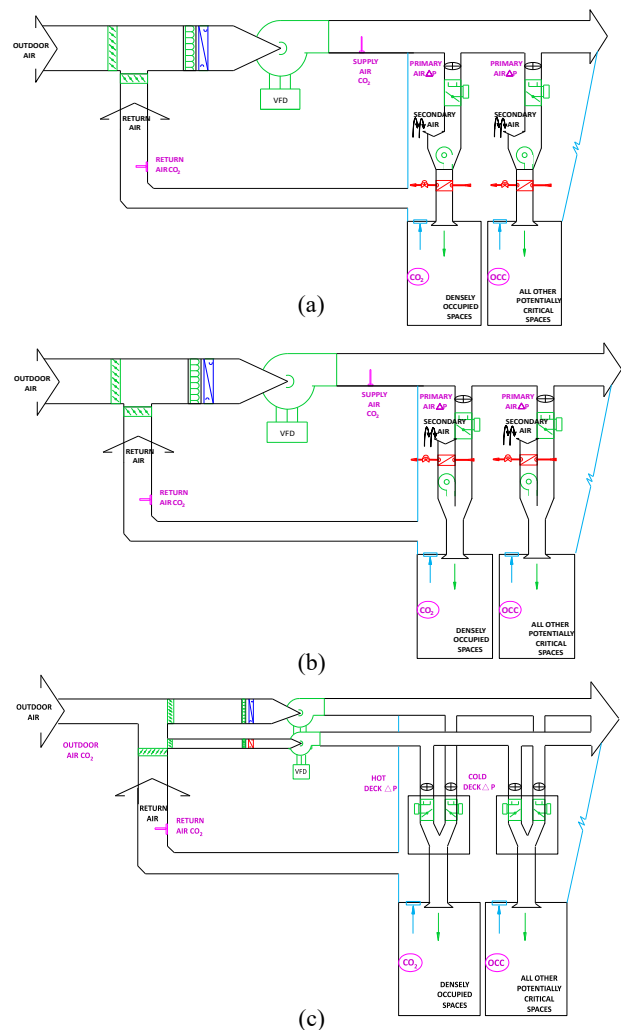 OUTDOOR
AIR
RETURN
AIR
RETURN
AIR CO₂
VFD
SUPPLY
AIR
CO₂
PRIMARY
AIR △P
PRIMARY
AIR △P
SECONDARY
AIR
SECONDARY
AIR
CO₂
OCC
DENSELY
OCCUPIED
SPACES
ALL OTHER
POTENTIALLY
CRITICAL
SPACES
(a)
OUTDOOR
AIR
RETURN
AIR
RETURN
AIR CO₂
VFD
SUPPLY
AIR
CO₂
PRIMARY
AIR △P
PRIMARY
AIR △P
SECONDARY
AIR
SECONDARY
AIR
CO₂
OCC
DENSELY
OCCUPIED
SPACES
ALL OTHER
POTENTIALLY
CRITICAL
SPACES
(b)
OUTDOOR
AIR
OUTDOOR
AIR CO₂
RETURN
AIR
RETURN
AIR CO₂
VFD
HOT
DECK △ P
COLD
DECK △ P
CO₂
OCC
DENSELY
OCCUPIED
SPACES
ALL OTHER
POTENTIALLY
CRITICAL
SPACES
(c)